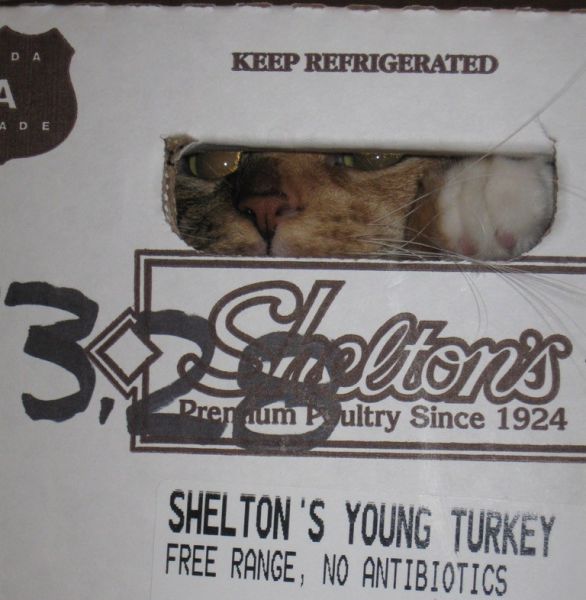 D A
A
A D E
KEEP REFRIGERATED
3,28
Shelton's
Premium Poultry Since 1924
SHELTON'S YOUNG TURKEY
FREE RANGE, NO ANTIBIOTICS